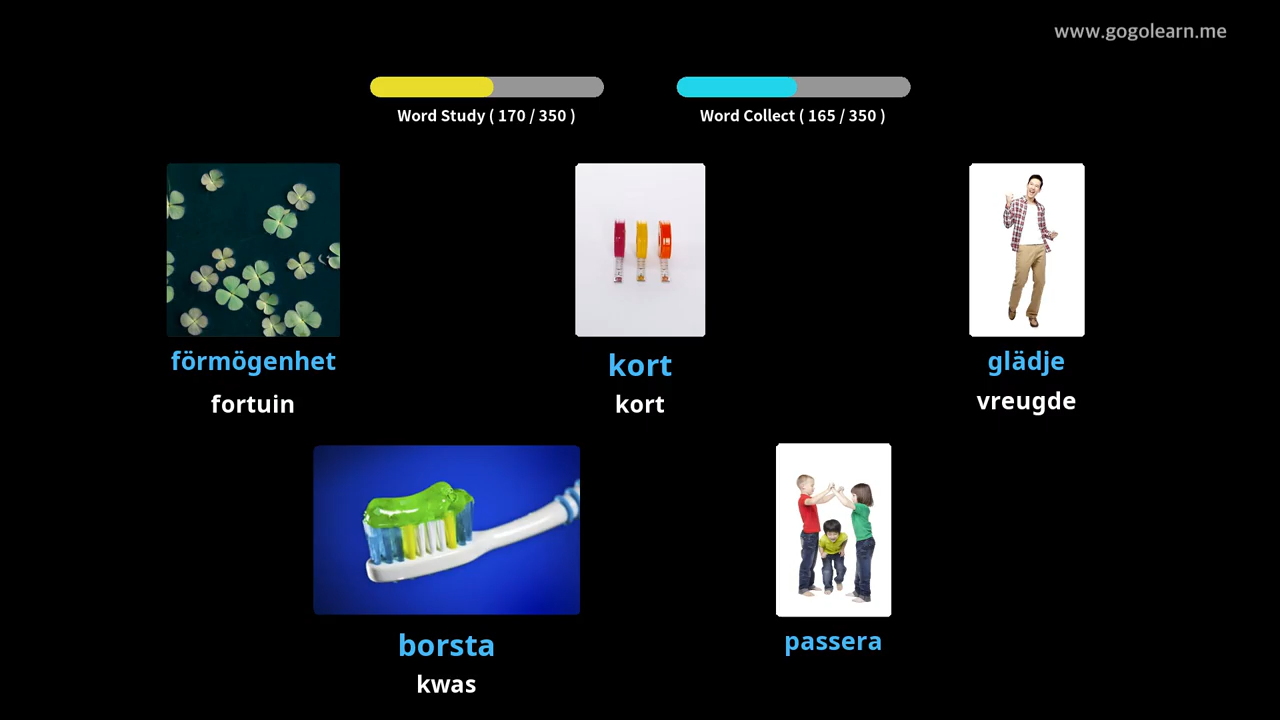 www.gogolearn.me
Word Study ( 170 / 350 )
Word Collect ( 165 / 350 )
förmögenhet
fortuin
kort
kort
glädje
vreugde
borsta
kwas
passera